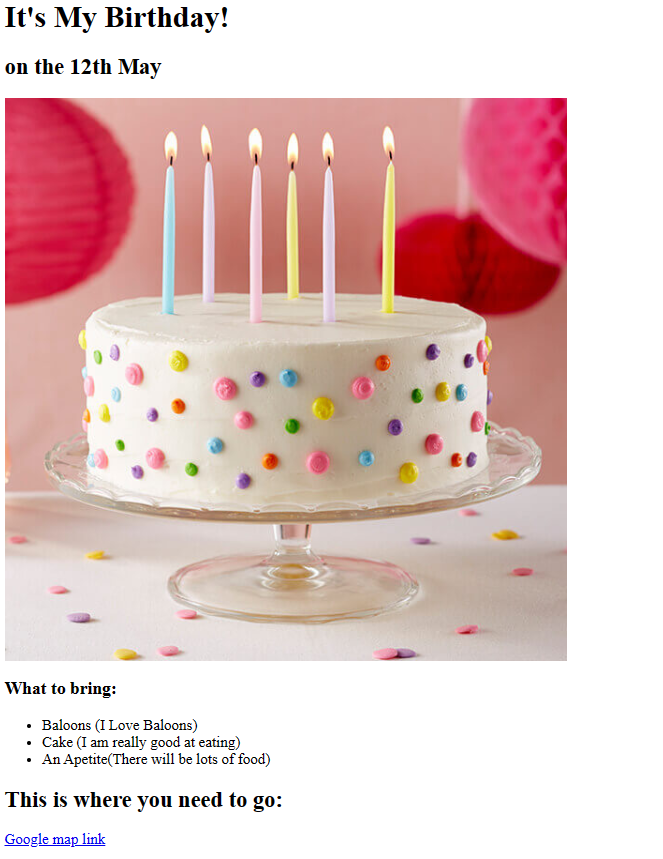 It's My Birthday!
on the 12th May
What to bring:
Baloons (I Love Baloons)
Cake (I am really good at eating)
An Apetite(There will be lots of food)
This is where you need to go:
Google map link